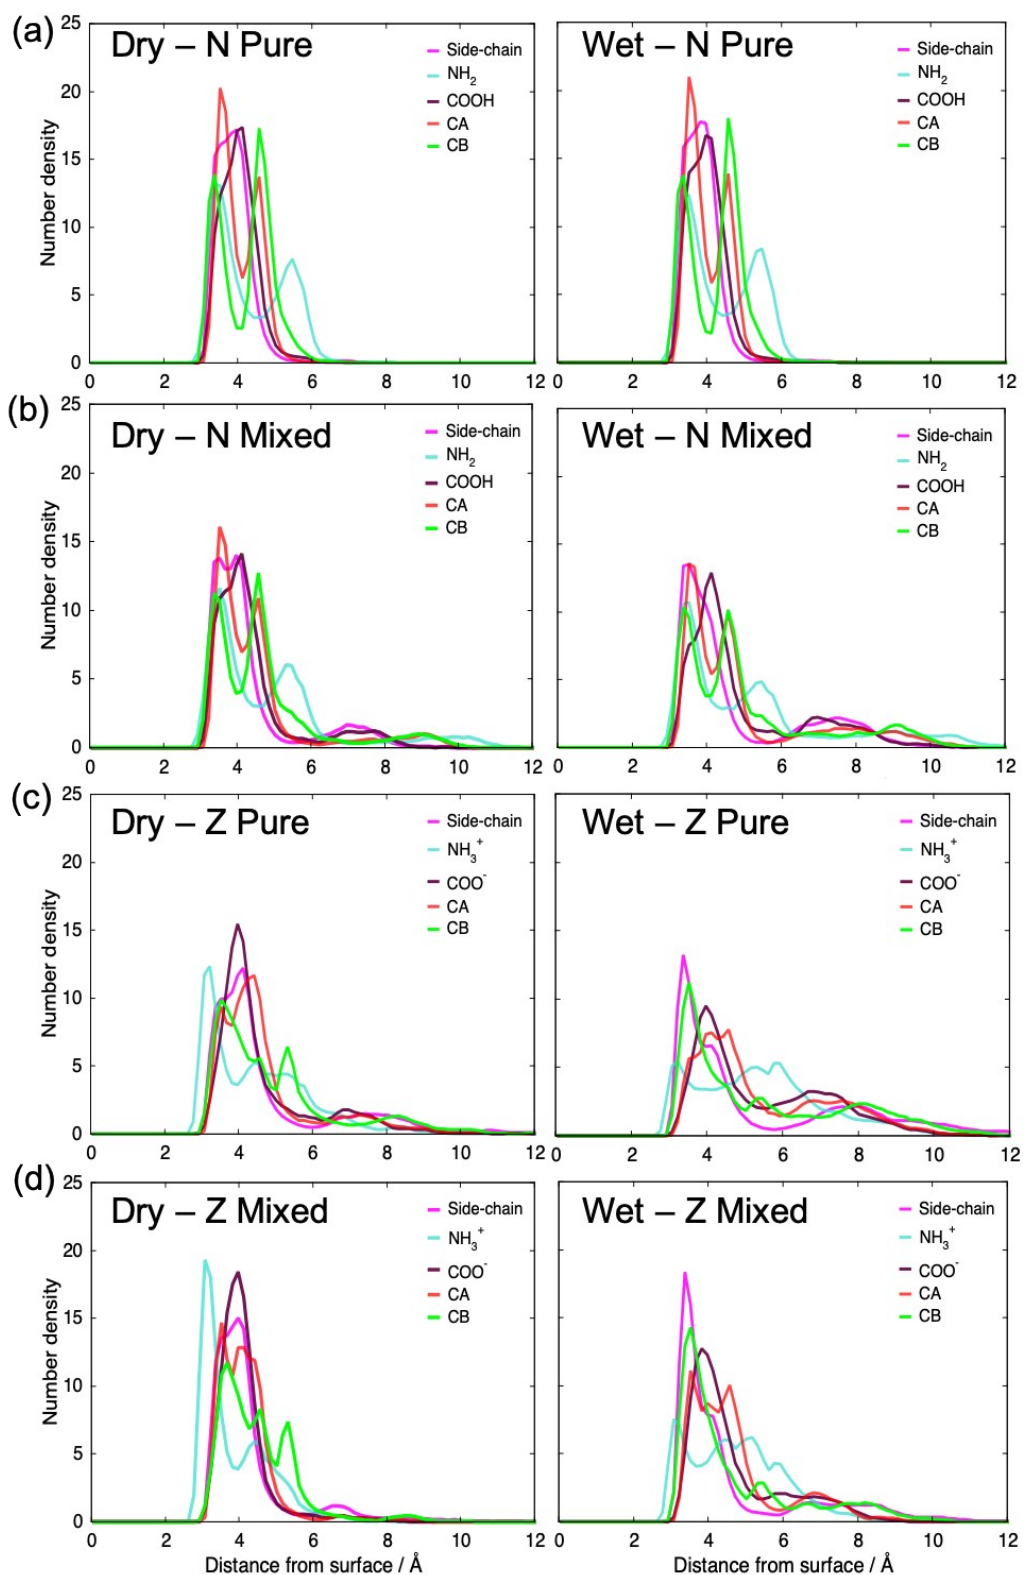 (a)
Dry – N Pure
Side-chain
NH2
COOH
CA
CB
Number density
25
20
15
10
5
0
0 2 4 6 8 10 12
Wet – N Pure
Side-chain
NH2
COOH
CA
CB
0 2 4 6 8 10 12
(b)
Dry – N Mixed
Side-chain
NH2
COOH
CA
CB
Number density
25
20
15
10
5
0
0 2 4 6 8 10 12
Wet – N Mixed
Side-chain
NH2
COOH
CA
CB
0 2 4 6 8 10 12
(c)
Dry – Z Pure
Side-chain
NH3+
COO-
CA
CB
Number density
25
20
15
10
5
0
0 2 4 6 8 10 12
Wet – Z Pure
Side-chain
NH3+
COO-
CA
CB
0 2 4 6 8 10 12
(d)
Dry – Z Mixed
Side-chain
NH3+
COO-
CA
CB
Number density
25
20
15
10
5
0
0 2 4 6 8 10 12
Distance from surface / Å
Wet – Z Mixed
Side-chain
NH3+
COO-
CA
CB
0 2 4 6 8 10 12
Distance from surface / Å